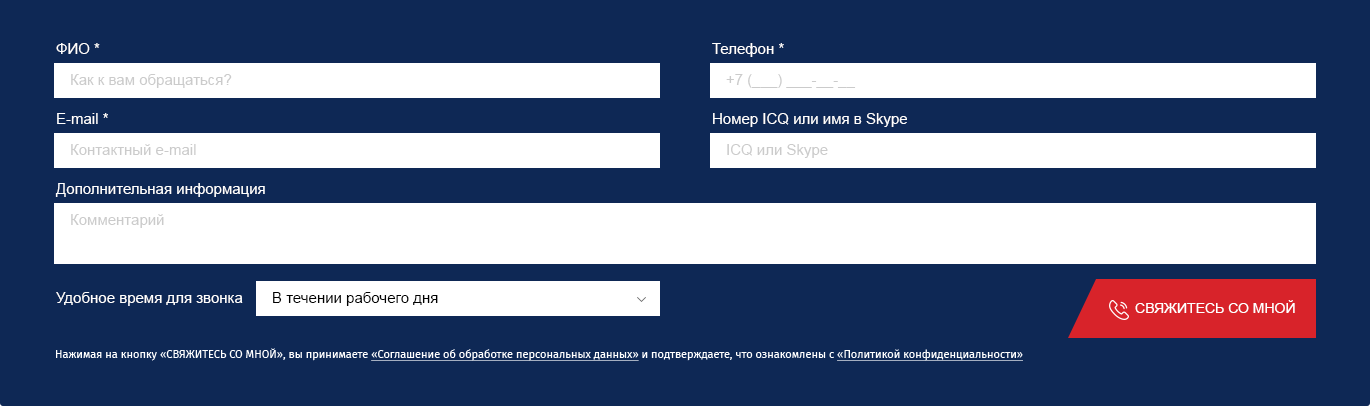 ФИО *
Как к вам обращаться?
Телефон *
+7 (___) ___-__-__
E-mail *
Контактный e-mail
Номер ICQ или имя в Skype
ICQ или Skype
Дополнительная информация
Комментарий
Удобное время для звонка
В течении рабочего дня
СВЯЖИТЕСЬ СО МНОЙ
Нажимая на кнопку «СВЯЖИТЕСЬ СО МНОЙ», вы принимаете «Соглашение об обработке персональных данных» и подтверждаете, что ознакомлены с «Политикой конфиденциальности»